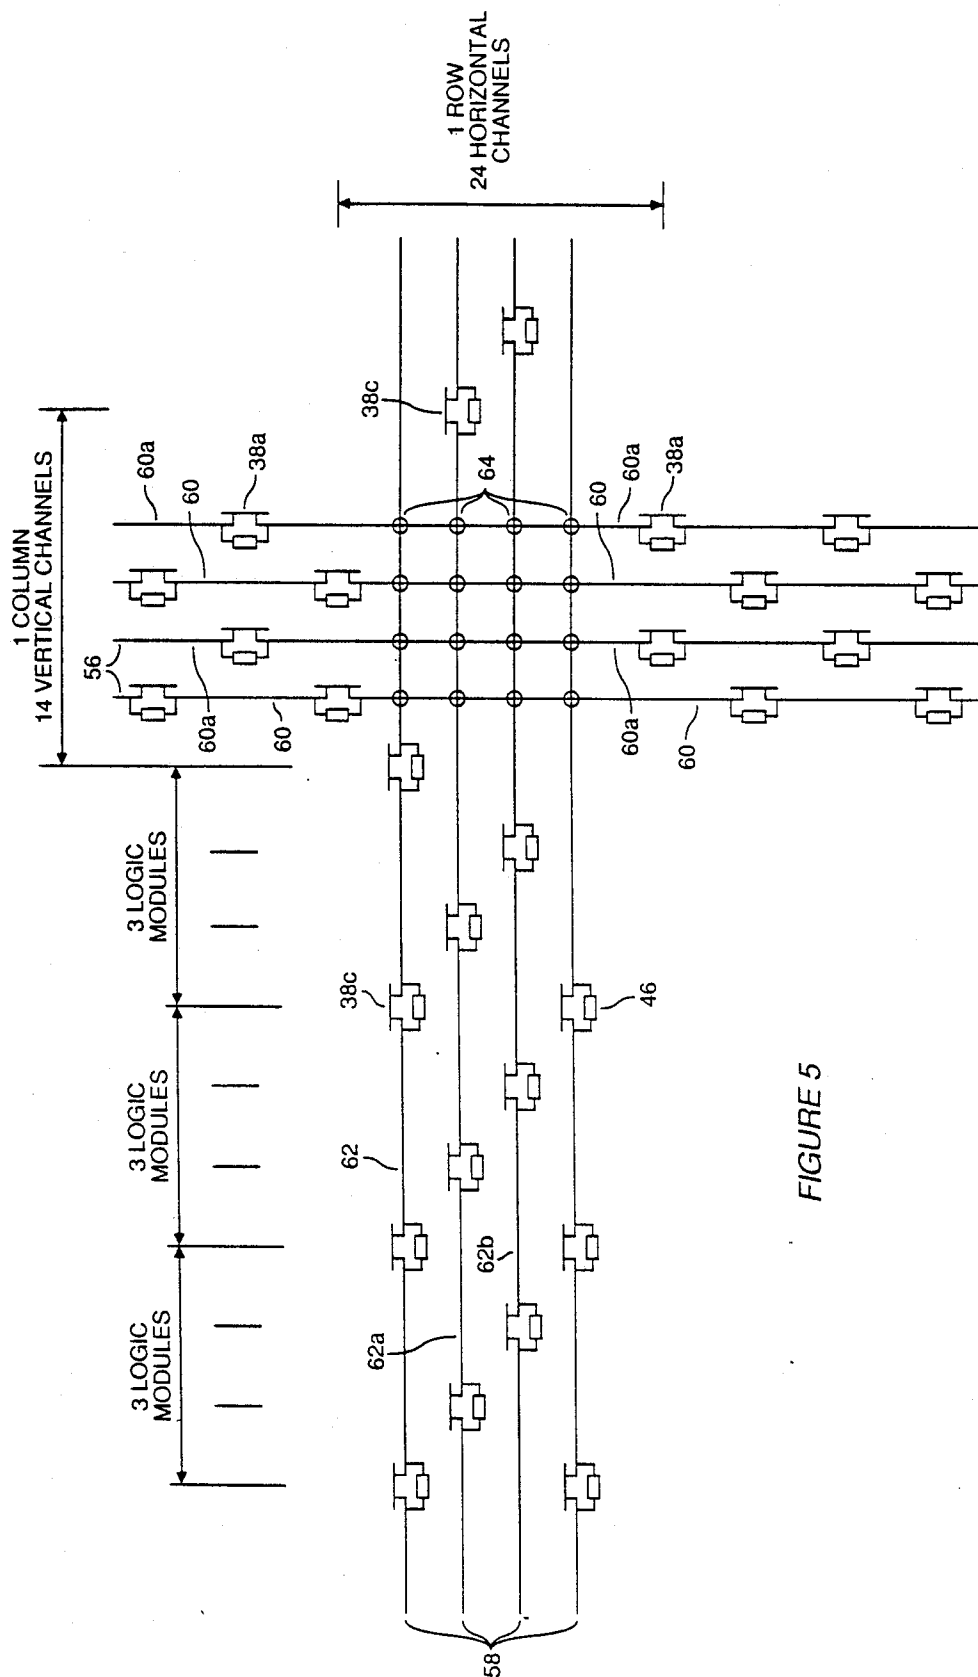 1 COLUMN
14 VERTICAL CHANNELS
1 ROW
24 HORIZONTAL
CHANNELS
3 LOGIC
MODULES
3 LOGIC
MODULES
3 LOGIC
MODULES
56
60a
60
60a
60
38a
38c
64
38c
62
62a
62b
46
58
60
60a
60
60a
38a
FIGURE 5